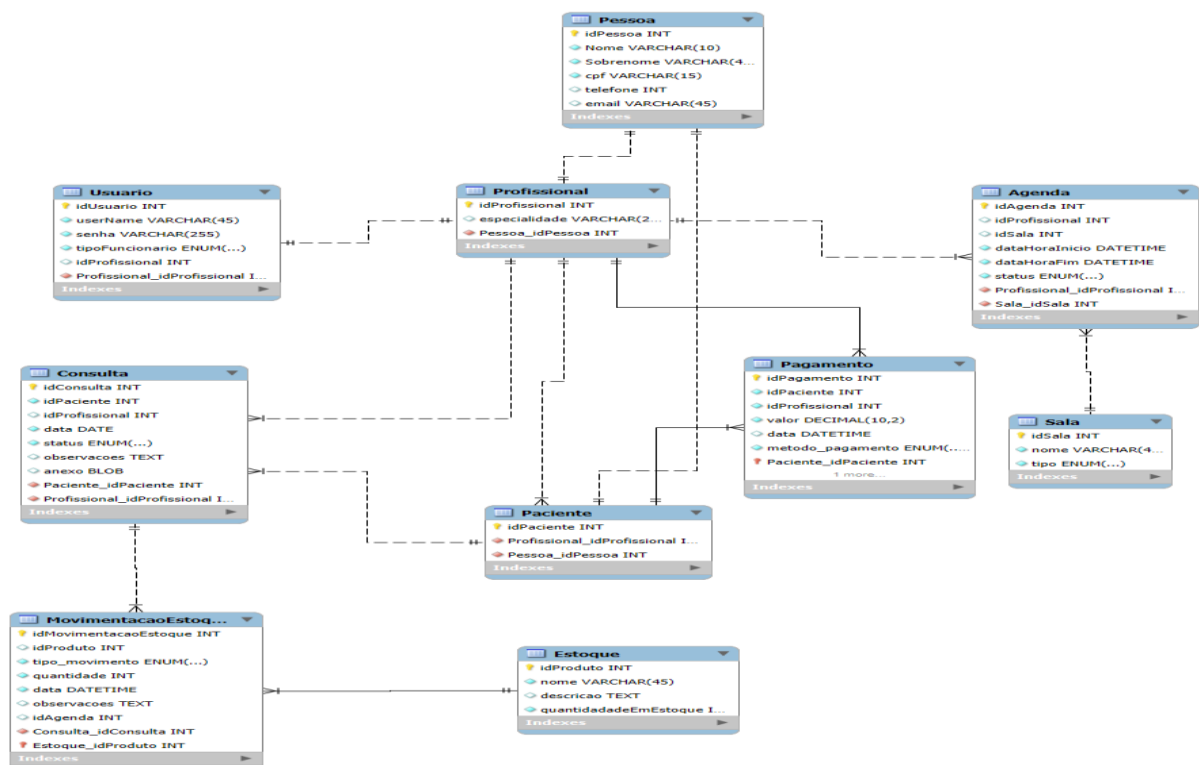 Pessoa
idPessoa INT
Nome VARCHAR(10)
Sobrenome VARCHAR(4...
cpf VARCHAR(15)
telefone INT
email VARCHAR(45)
Indexes
Usuario
idUsuario INT
userName VARCHAR(45)
senha VARCHAR(255)
tipoFuncionario ENUM(...)
idProfissional INT
Profissional_idProfissional I...
Indexes
Profissional
idProfissional INT
especialidade VARCHAR(2...
Pessoa_idPessoa INT
Indexes
Agenda
idAgenda INT
idProfissional INT
idSala INT
dataHoraInicio DATETIME
dataHoraFim DATETIME
status ENUM(...)
Profissional_idProfissional I...
Sala_idSala INT
Indexes
Consulta
idConsulta INT
idPaciente INT
idProfissional INT
data DATE
status ENUM(...)
observacoes TEXT
anexo BLOB
Paciente_idPaciente INT
Profissional_idProfissional I...
Indexes
Pagamento
idPagamento INT
idPaciente INT
idProfissional INT
valor DECIMAL(10,2)
data DATETIME
metodo_pagamento ENUM(...
Paciente_idPaciente INT
1 more...
Indexes
Sala
idSala INT
nome VARCHAR(4...
tipo ENUM(...)
Indexes
Paciente
idPaciente INT
Profissional_idProfissional I...
Pessoa_idPessoa INT
Indexes
MovimentacaoEstoq...
idMovimentacaoEstoque INT
idProduto INT
tipo_movimento ENUM(...)
quantidade INT
data DATETIME
observacoes TEXT
idAgenda INT
Consulta_idConsulta INT
Estoque_idProduto INT
Indexes
Estoque
idProduto INT
nome VARCHAR(45)
descricao TEXT
quantidadadeEmEstoque I...
Indexes